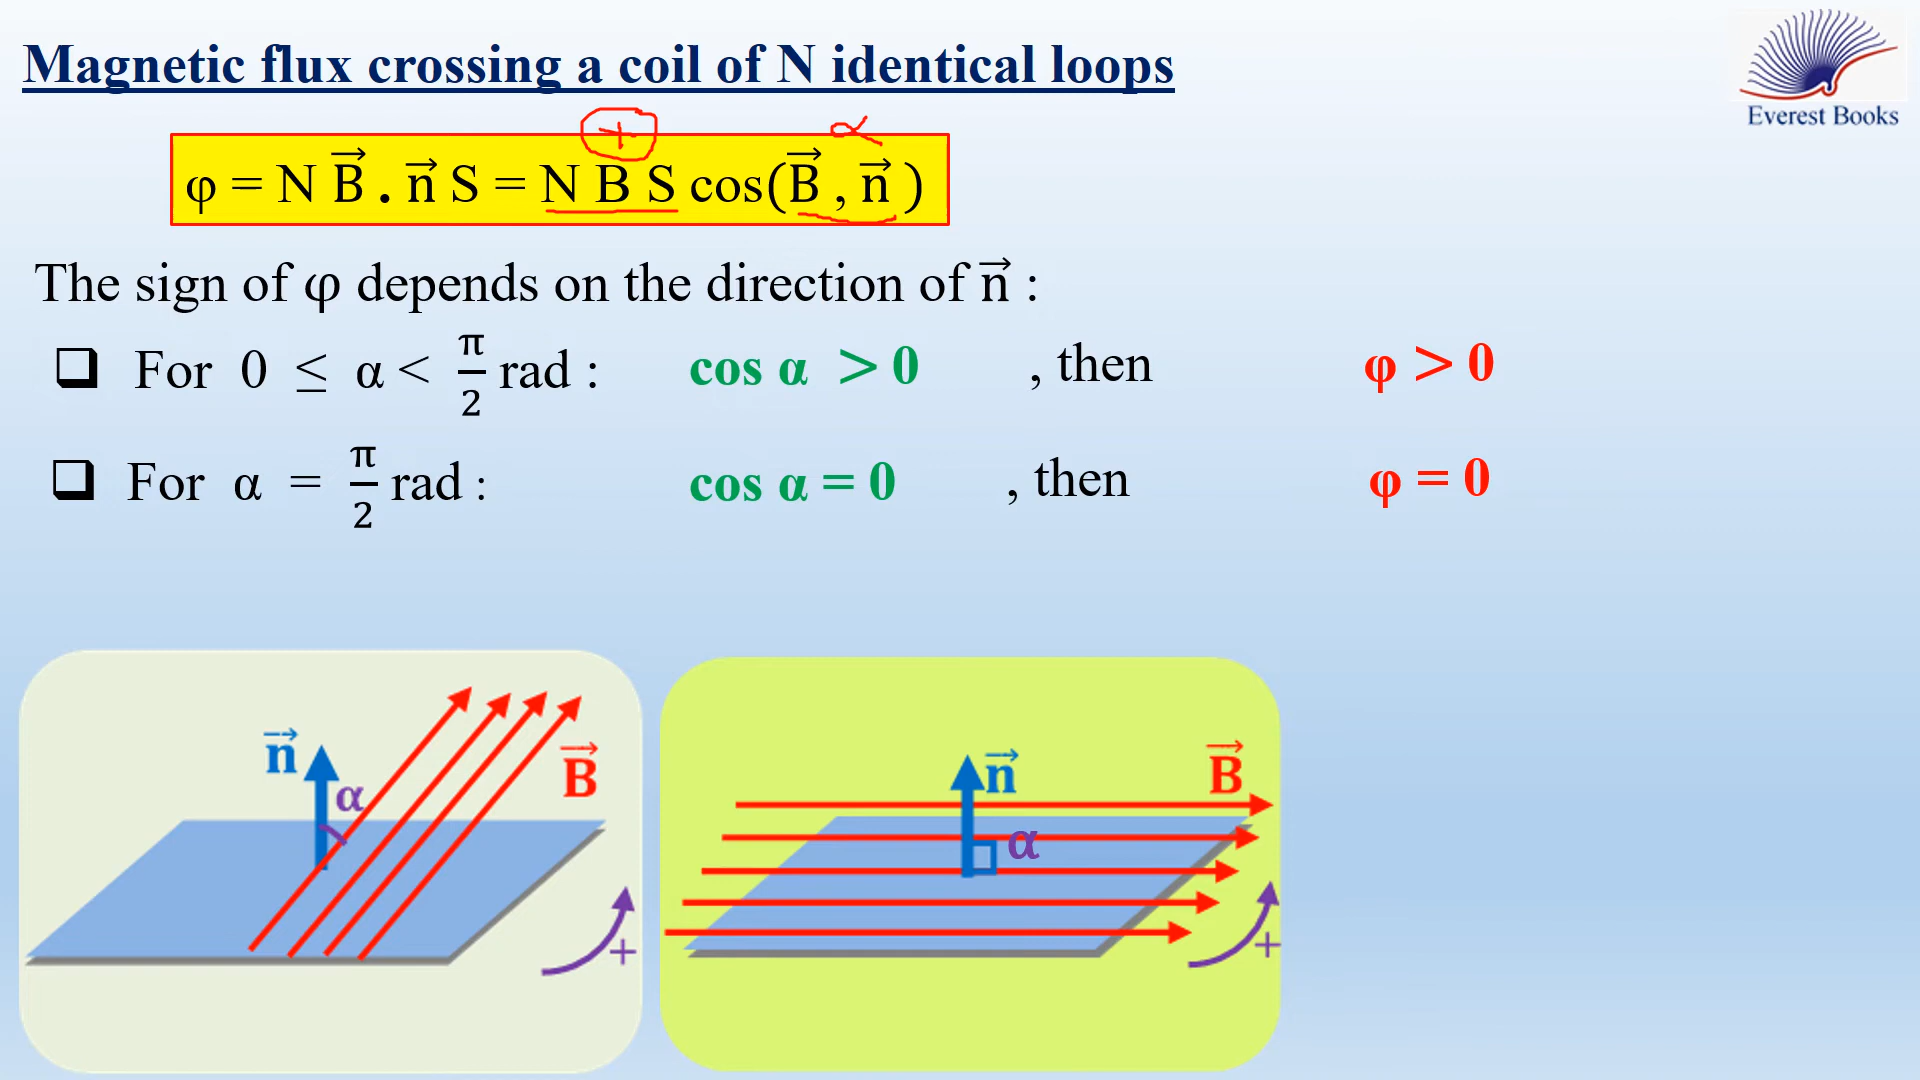 Magnetic flux crossing a coil of N identical loops
Everest Books
+ α
φ = N B⃗ . n⃗ S = N B S cos(B⃗ , n⃗ )
The sign of φ depends on the direction of n⃗ :
❑ For 0 ≤ α < π/2 rad : cos α > 0 , then φ > 0
❑ For α = π/2 rad : cos α = 0 , then φ = 0
n⃗ α B⃗ +
n⃗ α B⃗ +